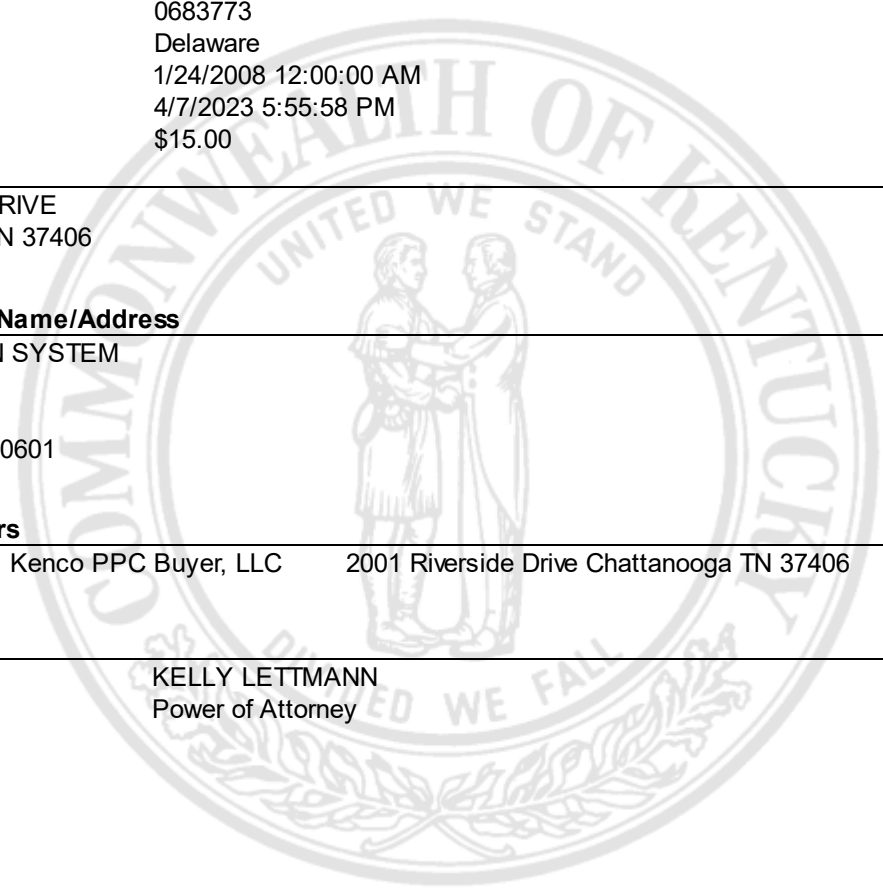 0683773
Delaware
1/24/2008 12:00:00 AM
4/7/2023 5:55:58 PM
$15.00
RIVE
N 37406
Name/Address
N SYSTEM
0601
rs
Kenco PPC Buyer, LLC 2001 Riverside Drive Chattanooga TN 37406
KELLY LETTMANN
Power of Attorney
COMMONWEALTH OF KENTUCKY
UNITED WE STAND
DIVIDED WE FALL